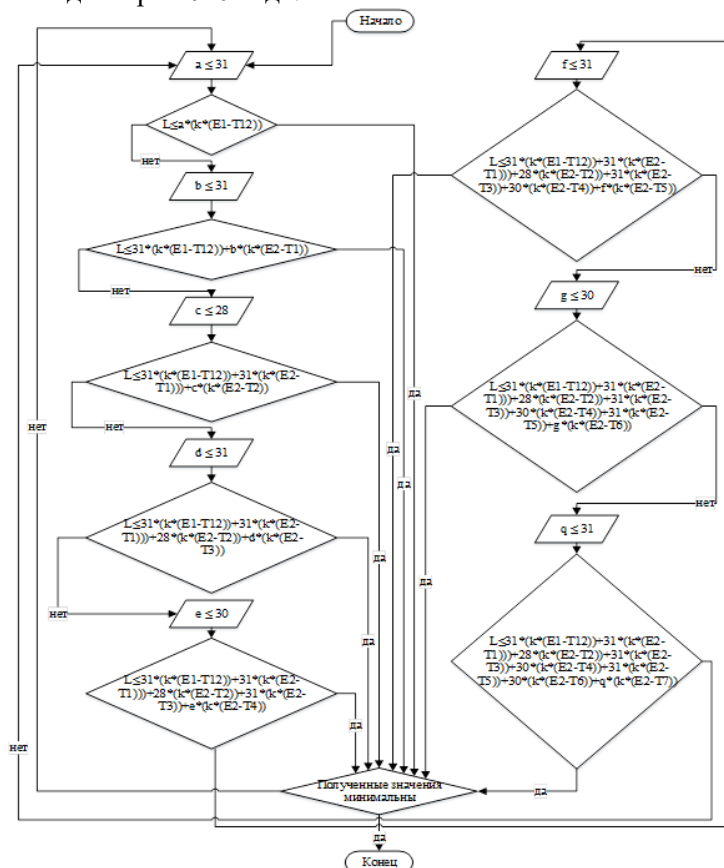 Начало
a ≤ 31
L≤a*(k*(E1-T12))
нет
b ≤ 31
L≤31*(k*(E1-T12))+b*(k*(E2-T1))
нет
c ≤ 28
L≤31*(k*(E1-T12))+31*(k*(E2-
T1)))+c*(k*(E2-T2))
нет
d ≤ 31
L≤31*(k*(E1-T12))+31*(k*(E2-
T1)))+28*(k*(E2-T2))+d*(k*(E2-
T3))
нет
e ≤ 30
L≤31*(k*(E1-T12))+31*(k*(E2-
T1)))+28*(k*(E2-T2))+31*(k*(E2-
T3))+e*(k*(E2-T4))
да
да
да
да
да
да
да
нет
нет
f ≤ 31
L≤31*(k*(E1-T12))+31*(k*(E2-
T1)))+28*(k*(E2-T2))+31*(k*(E2-
T3))+30*(k*(E2-T4))+f*(k*(E2-T5))
нет
g ≤ 30
L≤31*(k*(E1-T12))+31*(k*(E2-
T1)))+28*(k*(E2-T2))+31*(k*(E2-
T3))+30*(k*(E2-T4))+31*(k*(E2-
T5))+g*(k*(E2-T6))
нет
q ≤ 31
L≤31*(k*(E1-T12))+31*(k*(E2-
T1)))+28*(k*(E2-T2))+31*(k*(E2-
T3))+30*(k*(E2-T4))+31*(k*(E2-
T5))+30*(k*(E2-T6))+q*(k*(E2-T7))
да
Полученные значения
минимальны
да
Конец